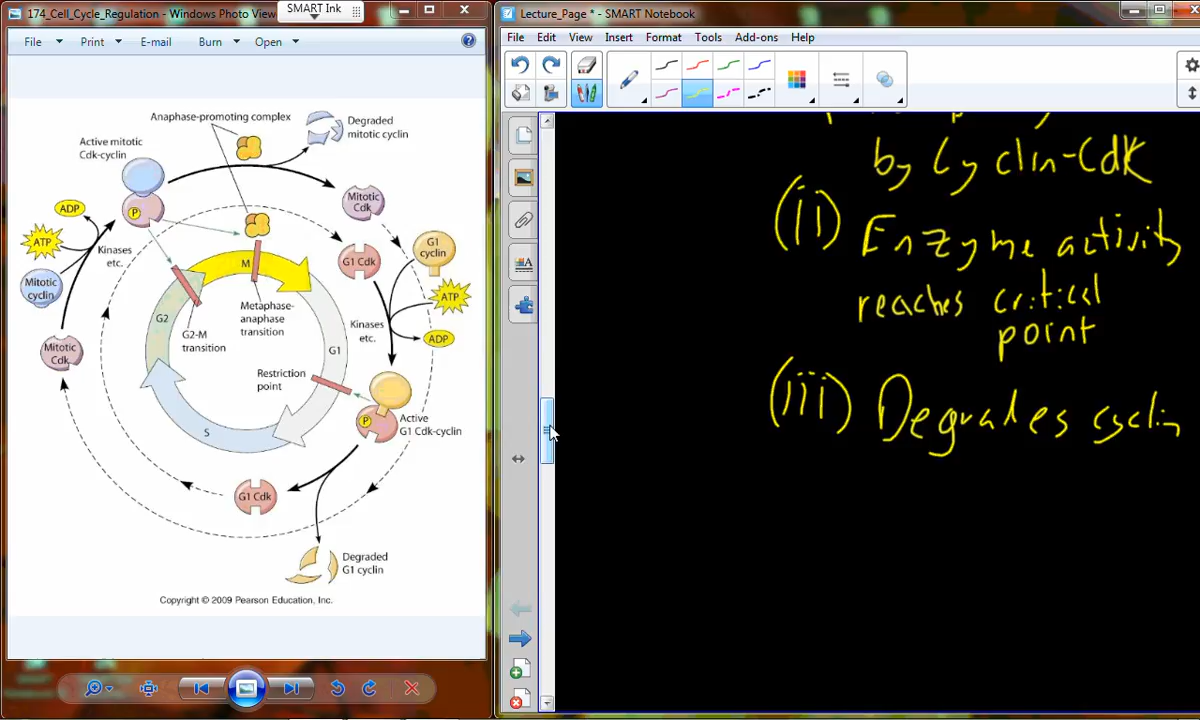 174_Cell_Cycle_Regulation - Windows Photo View
SMART Ink
File Print E-mail Burn Open
Anaphase-promoting complex
Degraded
mitotic cyclin
Active mitotic
Cdk-cyclin
ADP
P
Mitotic
Cdk
ATP
Kinases
etc.
M
G1 Cdk
G1
cyclin
Mitotic
cyclin
ATP
Metaphase-
anaphase
transition
G2
G2-M
transition
Kinases
etc.
ADP
Mitotic
Cdk
G1
Restriction
point
P
Active
G1 Cdk-cyclin
S
G1 Cdk
Degraded
G1 cyclin
Copyright © 2009 Pearson Education, Inc.
Lecture_Page * - SMART Notebook
File Edit View Insert Format Tools Add-ons Help
by Cyclin-Cdk
(ii) Enzyme activity
reaches critical
point
(iii) Degrades cyclin